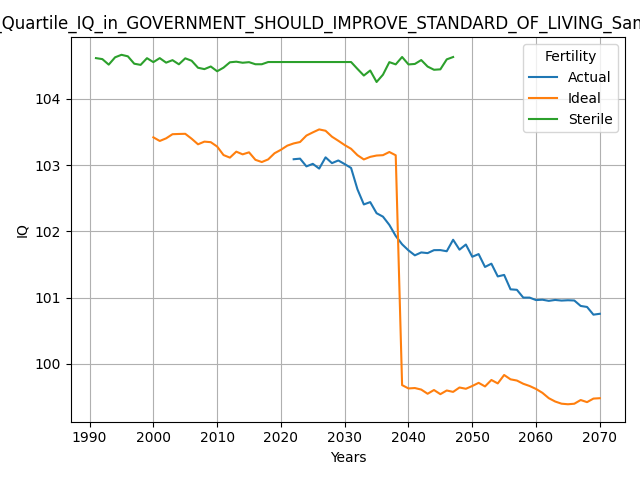 _Quartile_IQ_in_GOVERNMENT_SHOULD_IMPROVE_STANDARD_OF_LIVING_Sam
Fertility
Actual
Ideal
Sterile
IQ
104
103
102
101
100
1990 2000 2010 2020 2030 2040 2050 2060 2070
Years